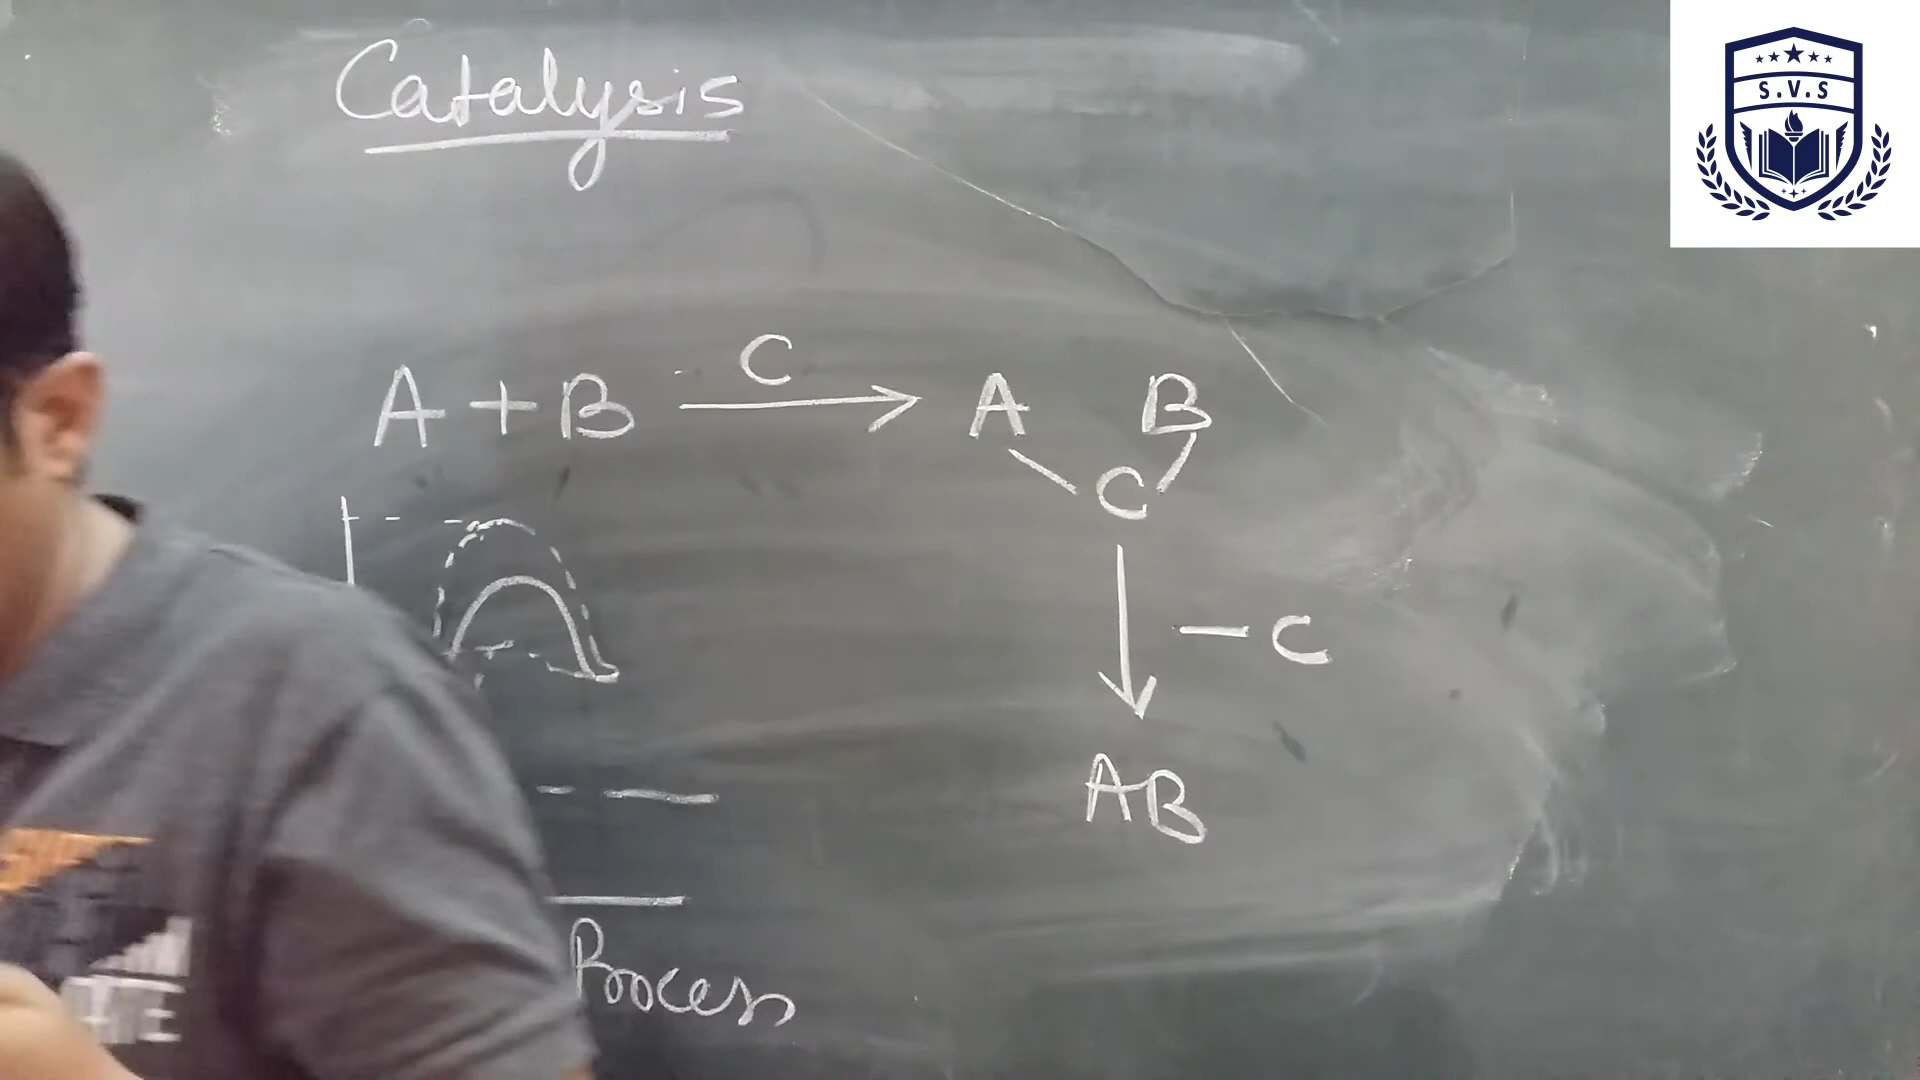 Catalysis
S.V.S
A + B C → A B
C
— C
AB
Process